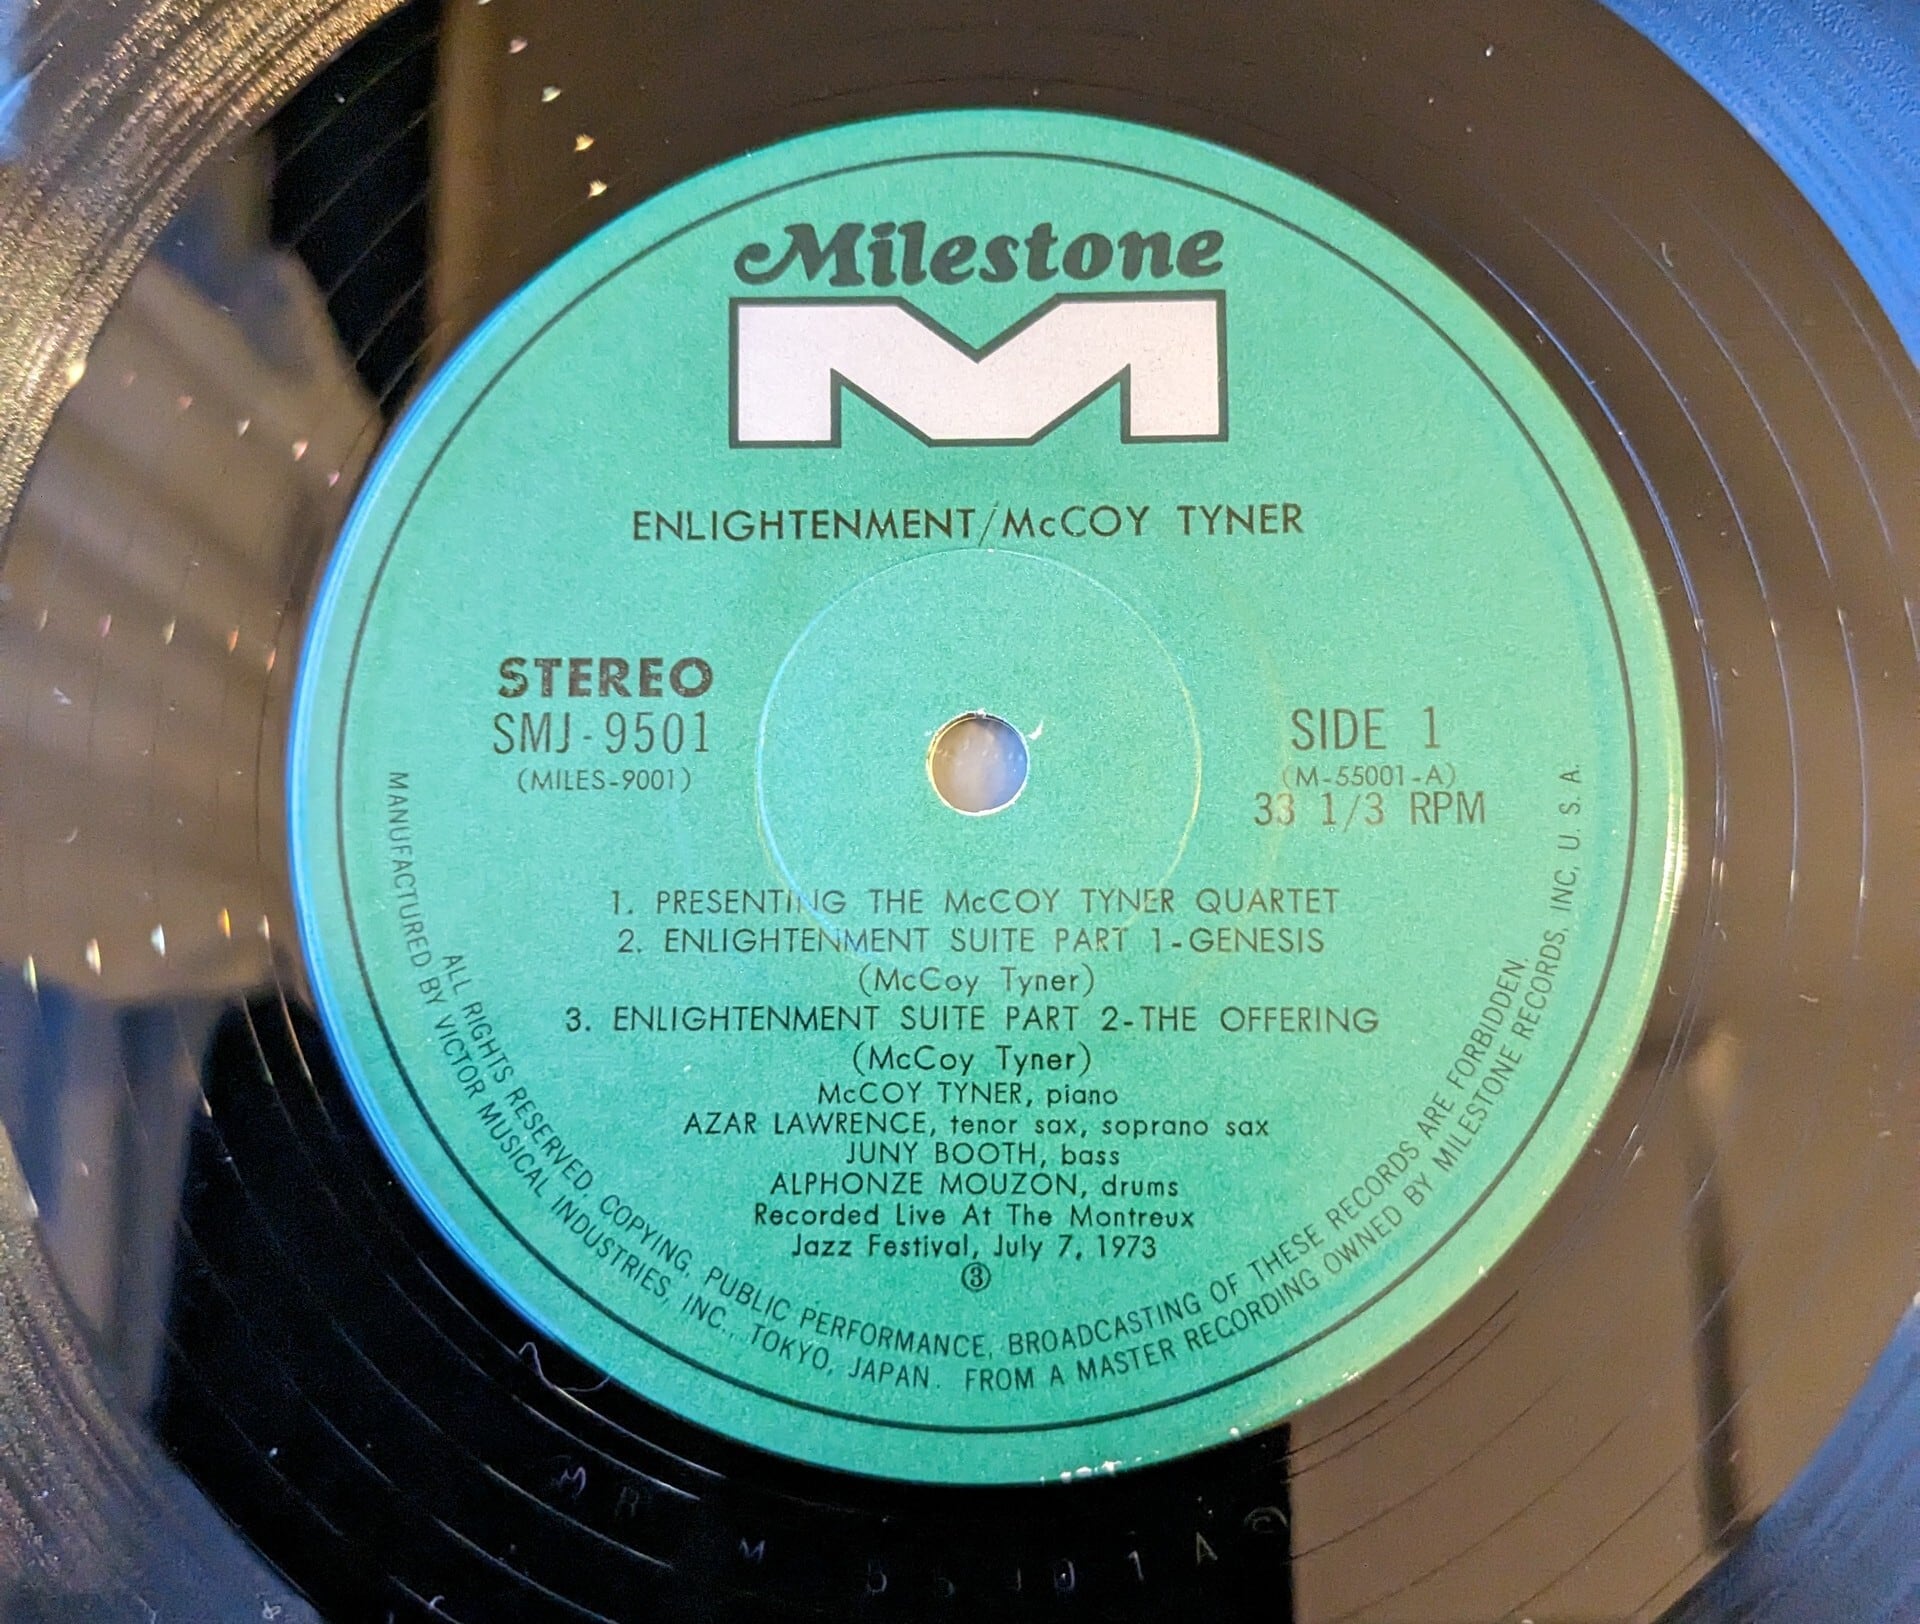 Milestone
ENLIGHTENMENT/McCOY TYNER
STEREO
SMJ-9501
(MILES-9001)
SIDE 1
(M-55001-A)
33 1/3 RPM
1. PRESENTING THE McCOY TYNER QUARTET
2. ENLIGHTENMENT SUITE PART 1-GENESIS
(McCoy Tyner)
3. ENLIGHTENMENT SUITE PART 2-THE OFFERING
(McCoy Tyner)
McCOY TYNER, piano
AZAR LAWRENCE, tenor sax, soprano sax
JUNY BOOTH, bass
ALPHONZE MOUZON, drums
Recorded Live At The Montreux
Jazz Festival, July 7, 1973
③
ALL RIGHTS RESERVED. COPYING, PUBLIC PERFORMANCE, BROADCASTING OF THESE RECORDS ARE FORBIDDEN.
MANUFACTURED BY VICTOR MUSICAL INDUSTRIES, INC., TOKYO, JAPAN. FROM A MASTER RECORDING OWNED BY MILESTONE RECORDS, INC, U. S. A.